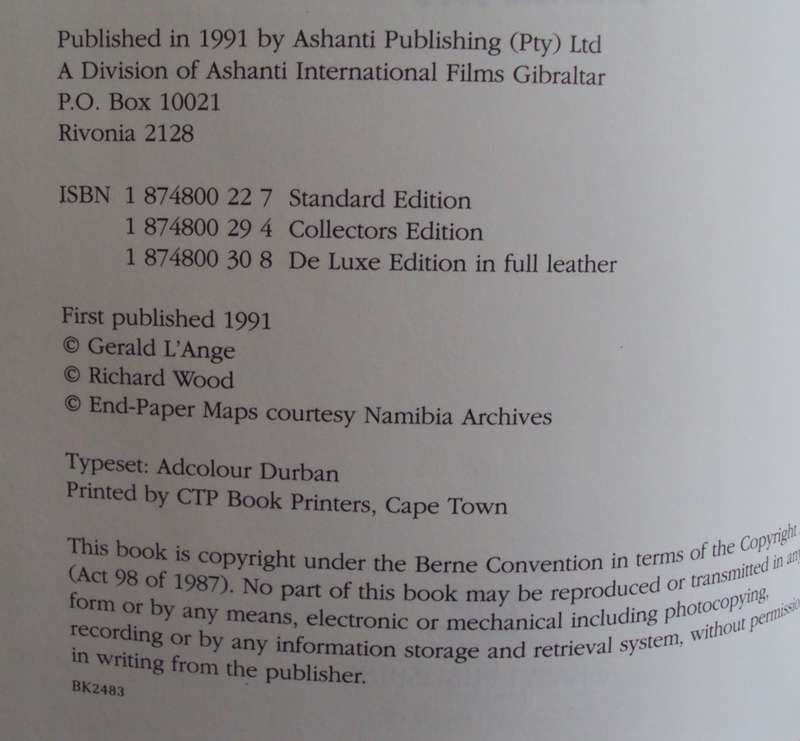 Published in 1991 by Ashanti Publishing (Pty) Ltd
A Division of Ashanti International Films Gibraltar
P.O. Box 10021
Rivonia 2128
ISBN 1 874800 22 7 Standard Edition
1 874800 29 4 Collectors Edition
1 874800 30 8 De Luxe Edition in full leather
First published 1991
© Gerald L'Ange
© Richard Wood
© End-Paper Maps courtesy Namibia Archives
Typeset: Adcolour Durban
Printed by CTP Book Printers, Cape Town
This book is copyright under the Berne Convention in terms of the Copyright
(Act 98 of 1987). No part of this book may be reproduced or transmitted in any
form or by any means, electronic or mechanical including photocopying,
recording or by any information storage and retrieval system, without permission
in writing from the publisher.
BK2483